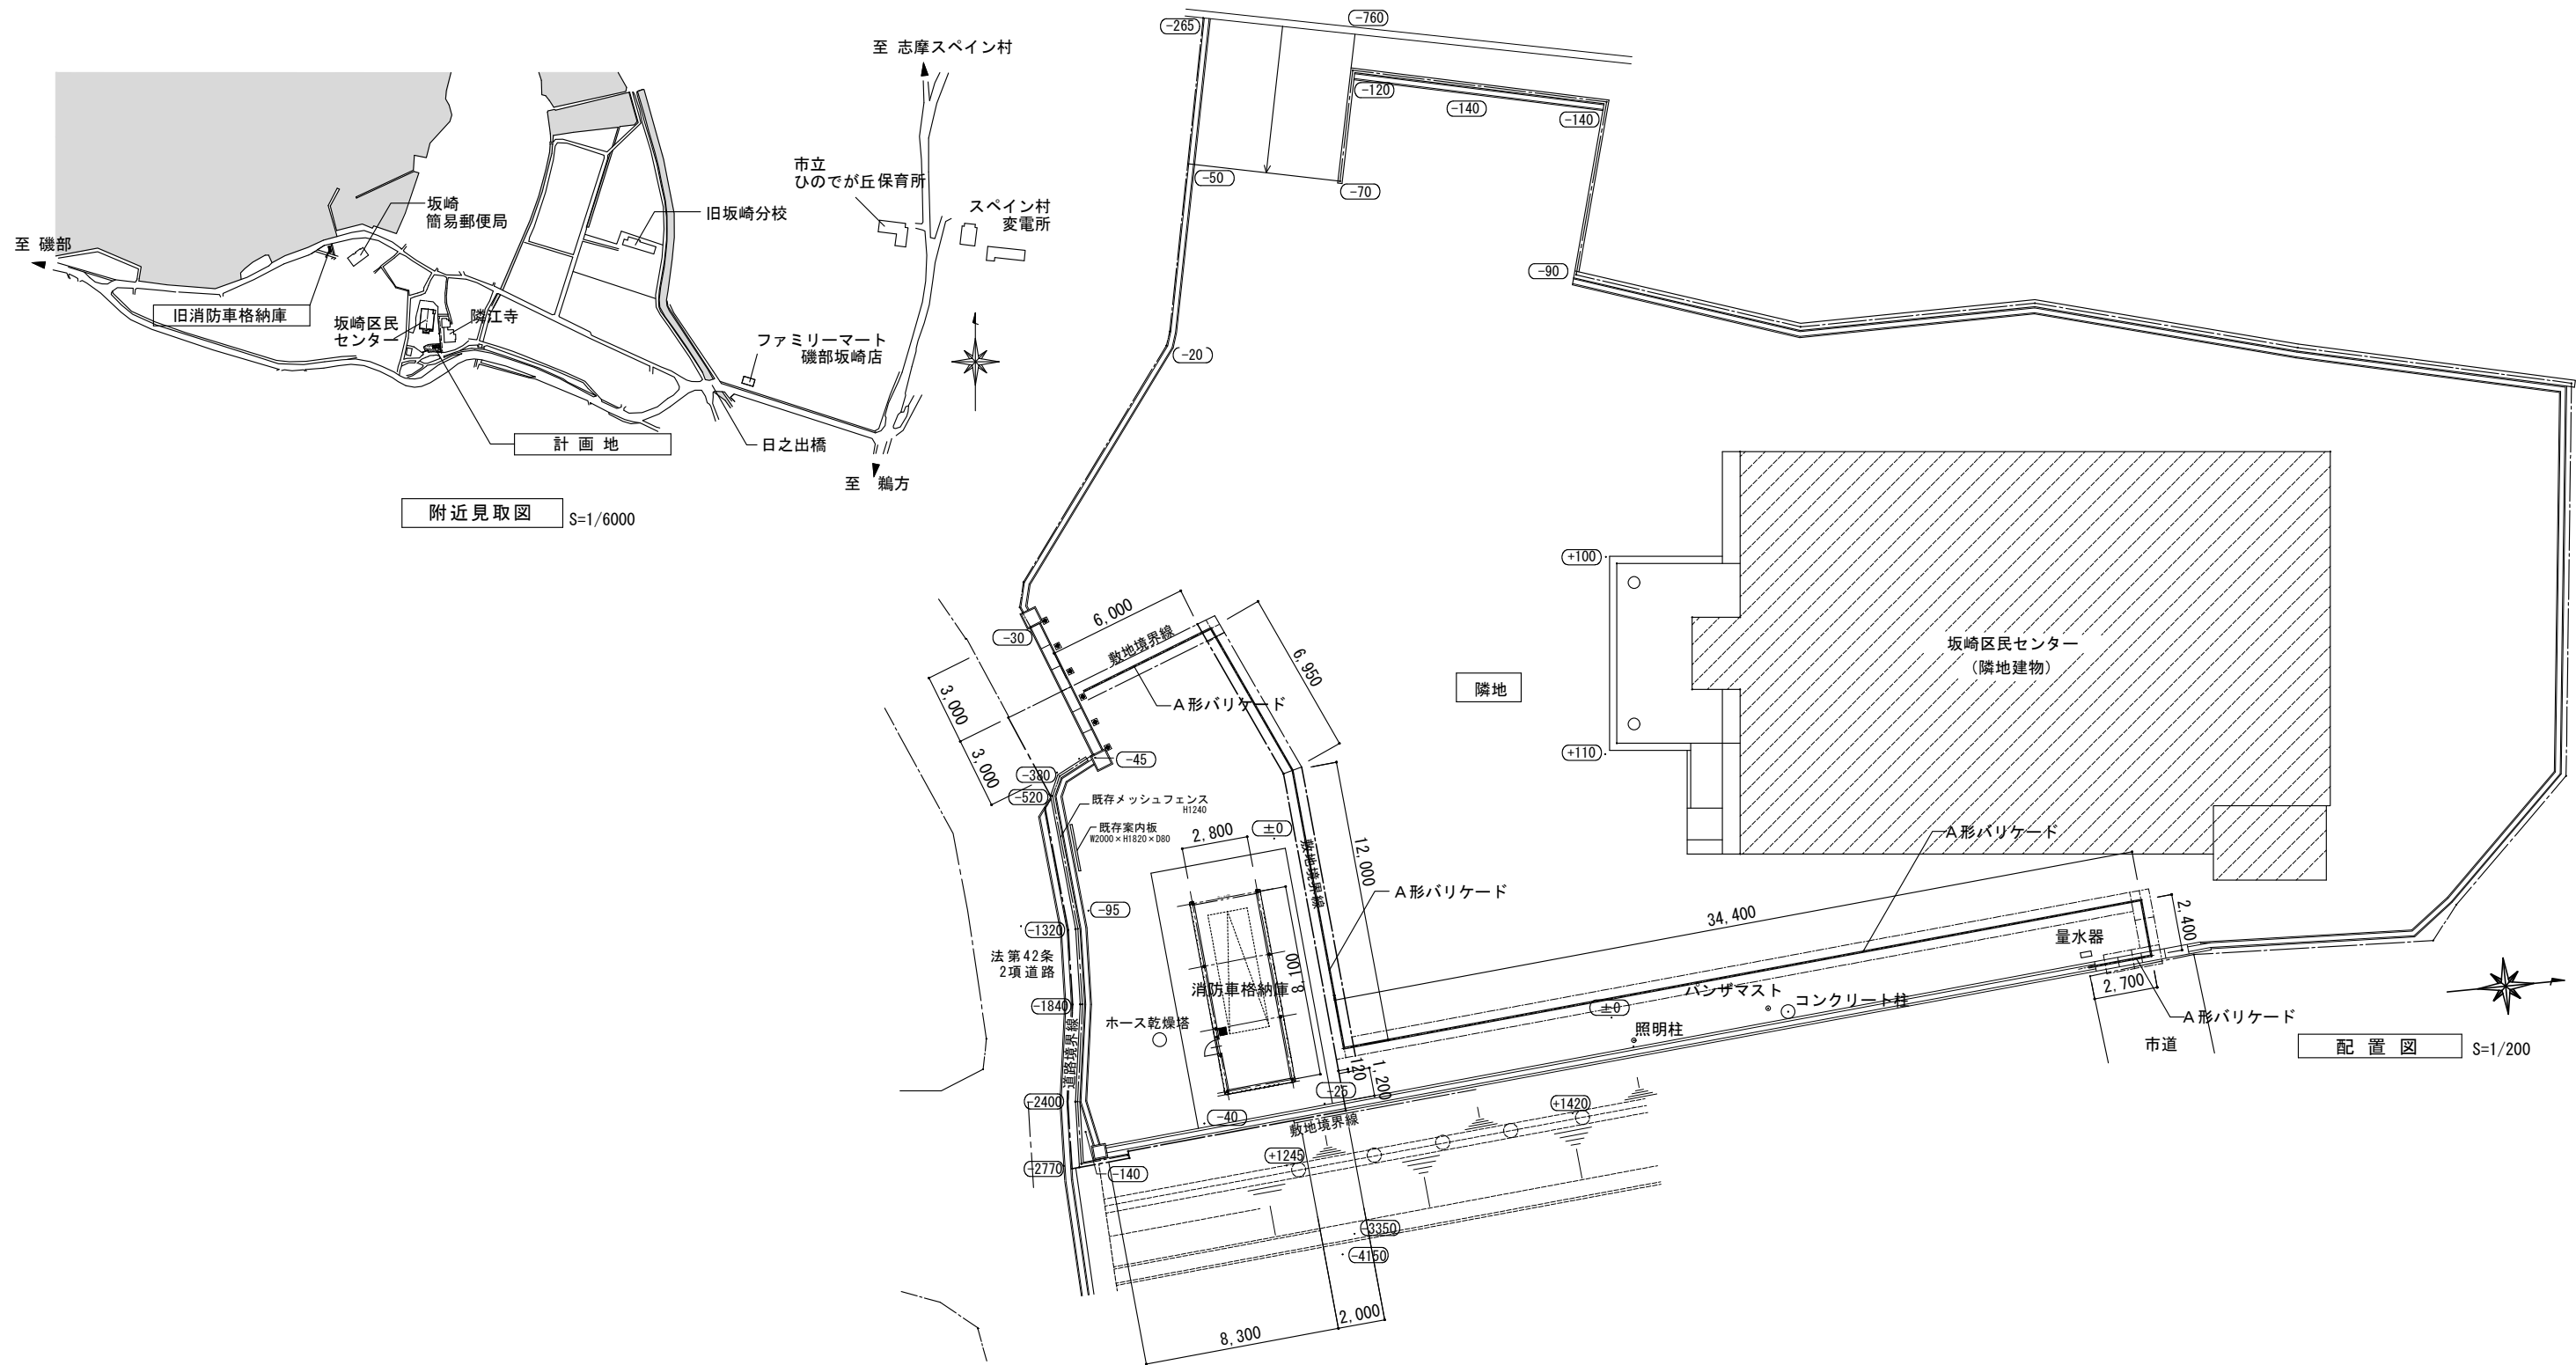 至 志摩スペイン村
市立
ひのでが丘保育所
スペイン村
変電所
坂崎
簡易郵便局
旧坂崎分校
至 磯部
旧消防車格納庫
坂崎区民
センター
隣江寺
ファミリーマート
磯部坂崎店
計 画 地
日之出橋
至 鵜方
附近見取図
S=1/6000
-265
-760
-120
-140
-140
-50
-70
-90
-20
+100
+110
-30
6,000
敷地境界線
6,950
A形バリケード
隣地
坂崎区民センター
(隣地建物)
3,000
3,000
-45
-380
-520
既存メッシュフェンス
H1240
既存案内板
W2000×H1820×D80
2,800
±0
敷地境界線
12,000
A形バリケード
A形バリケード
34,400
2,400
-95
-1320
法第42条
2項道路
8,100
消防車格納庫
-1840
道路境界線
ホース乾燥塔
量水器
2,700
パンザマスト
コンクリート柱
±0
照明柱
A形バリケード
市道
配 置 図
S=1/200
120
1,200
-25
-2400
-40
敷地境界線
+1420
+1245
-2770
-140
-3350
-4150
8,300
2,000